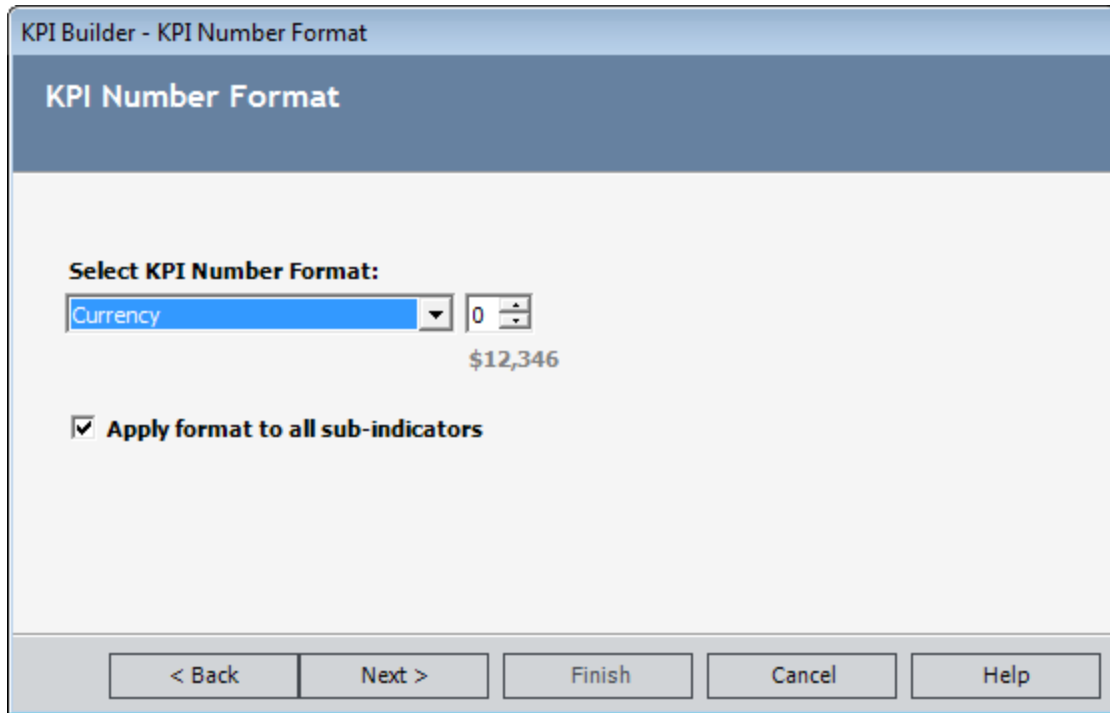 KPI Builder - KPI Number Format
KPI Number Format
Select KPI Number Format:
Currency 0
$12,346
Apply format to all sub-indicators
< Back Next > Finish Cancel Help